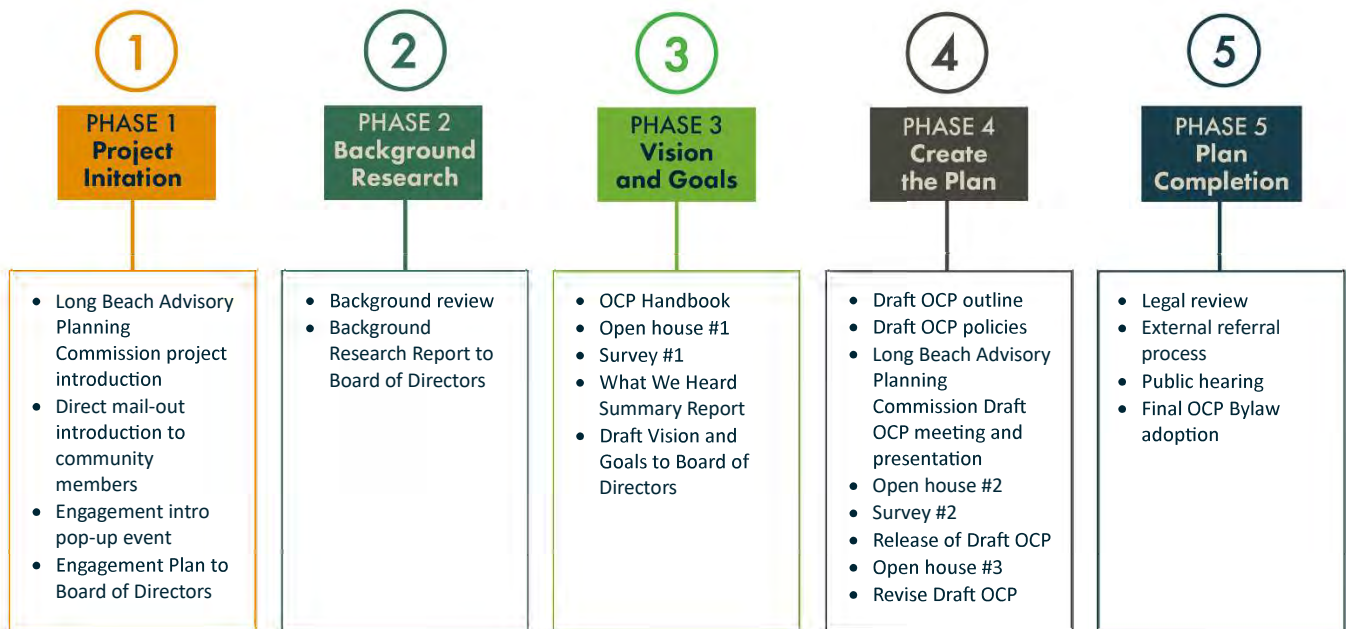 1
PHASE 1
Project
Initation
• Long Beach Advisory
Planning
Commission project
introduction
• Direct mail-out
introduction to
community
members
• Engagement intro
pop-up event
• Engagement Plan to
Board of Directors
2
PHASE 2
Background
Research
• Background review
• Background
Research Report to
Board of Directors
3
PHASE 3
Vision
and Goals
• OCP Handbook
• Open house #1
• Survey #1
• What We Heard
Summary Report
• Draft Vision and
Goals to Board of
Directors
4
PHASE 4
Create
the Plan
• Draft OCP outline
• Draft OCP policies
• Long Beach Advisory
Planning
Commission Draft
OCP meeting and
presentation
• Open house #2
• Survey #2
• Release of Draft OCP
• Open house #3
• Revise Draft OCP
5
PHASE 5
Plan
Completion
• Legal review
• External referral
process
• Public hearing
• Final OCP Bylaw
adoption